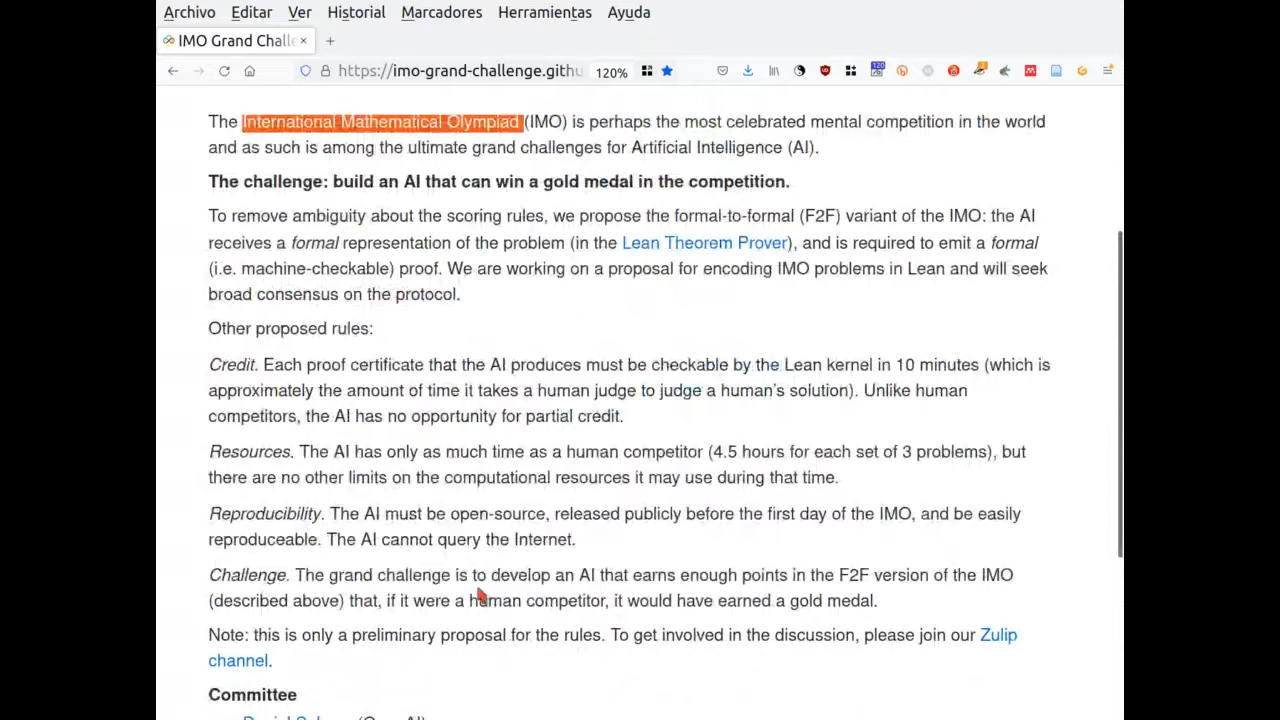 Archivo Editar Ver Historial Marcadores Herramientas Ayuda
IMO Grand Challe
https://imo-grand-challenge.githu 120%
120
The International Mathematical Olympiad (IMO) is perhaps the most celebrated mental competition in the world
and as such is among the ultimate grand challenges for Artificial Intelligence (AI).
The challenge: build an AI that can win a gold medal in the competition.
To remove ambiguity about the scoring rules, we propose the formal-to-formal (F2F) variant of the IMO: the AI
receives a formal representation of the problem (in the Lean Theorem Prover), and is required to emit a formal
(i.e. machine-checkable) proof. We are working on a proposal for encoding IMO problems in Lean and will seek
broad consensus on the protocol.
Other proposed rules:
Credit. Each proof certificate that the AI produces must be checkable by the Lean kernel in 10 minutes (which is
approximately the amount of time it takes a human judge to judge a human's solution). Unlike human
competitors, the AI has no opportunity for partial credit.
Resources. The AI has only as much time as a human competitor (4.5 hours for each set of 3 problems), but
there are no other limits on the computational resources it may use during that time.
Reproducibility. The AI must be open-source, released publicly before the first day of the IMO, and be easily
reproduceable. The AI cannot query the Internet.
Challenge. The grand challenge is to develop an AI that earns enough points in the F2F version of the IMO
(described above) that, if it were a human competitor, it would have earned a gold medal.
Note: this is only a preliminary proposal for the rules. To get involved in the discussion, please join our Zulip
channel.
Committee